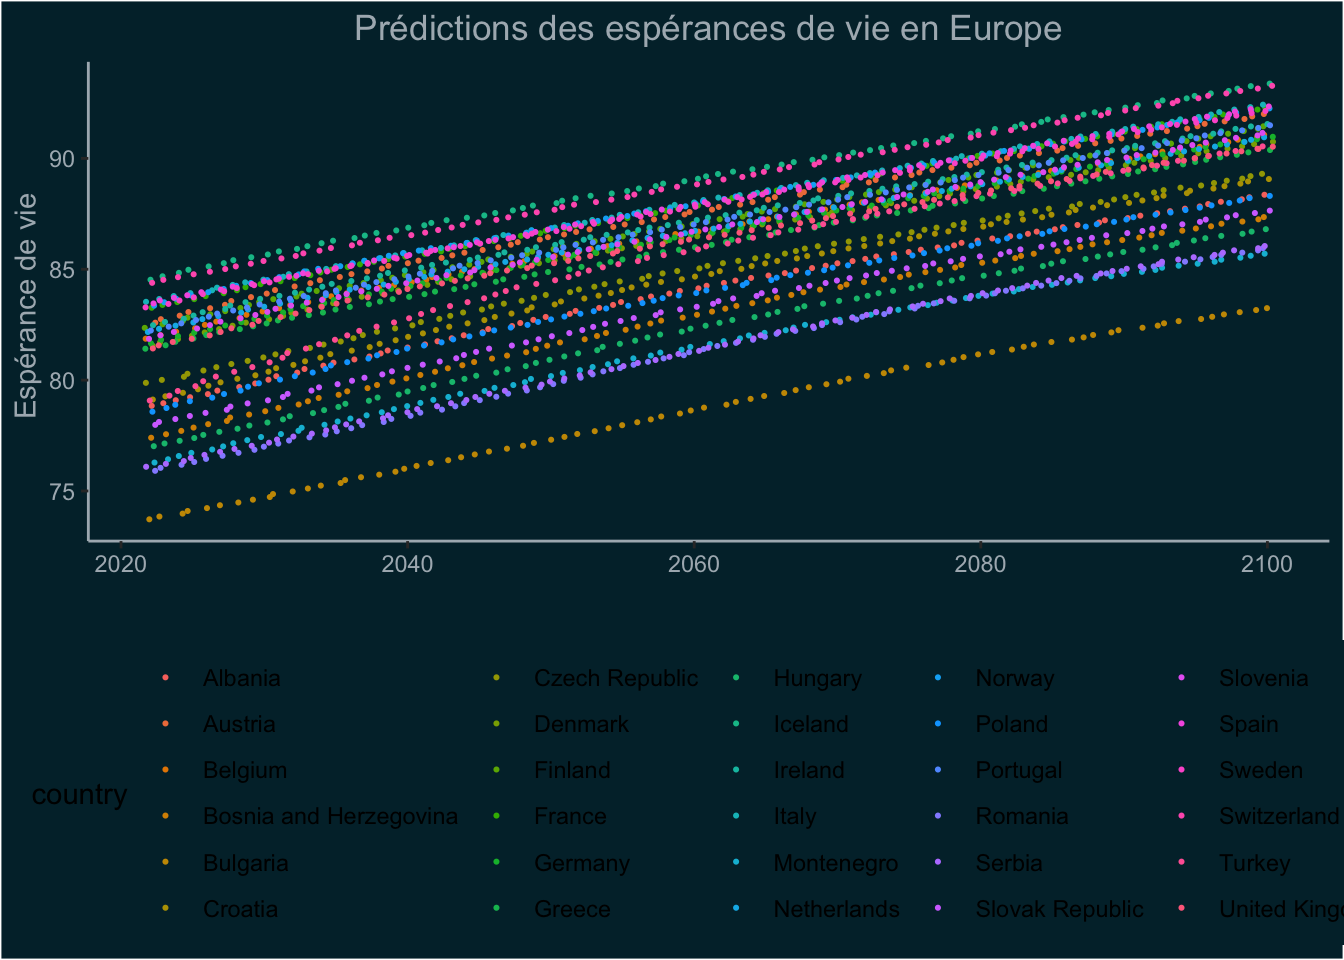 Prédictions des espérances de vie en Europe
Espérance de vie
90
85
80
75
2020 2040 2060 2080 2100
country
Albania
Austria
Belgium
Bosnia and Herzegovina
Bulgaria
Croatia
Czech Republic
Denmark
Finland
France
Germany
Greece
Hungary
Iceland
Ireland
Italy
Montenegro
Netherlands
Norway
Poland
Portugal
Romania
Serbia
Slovak Republic
Slovenia
Spain
Sweden
Switzerland
Turkey
United